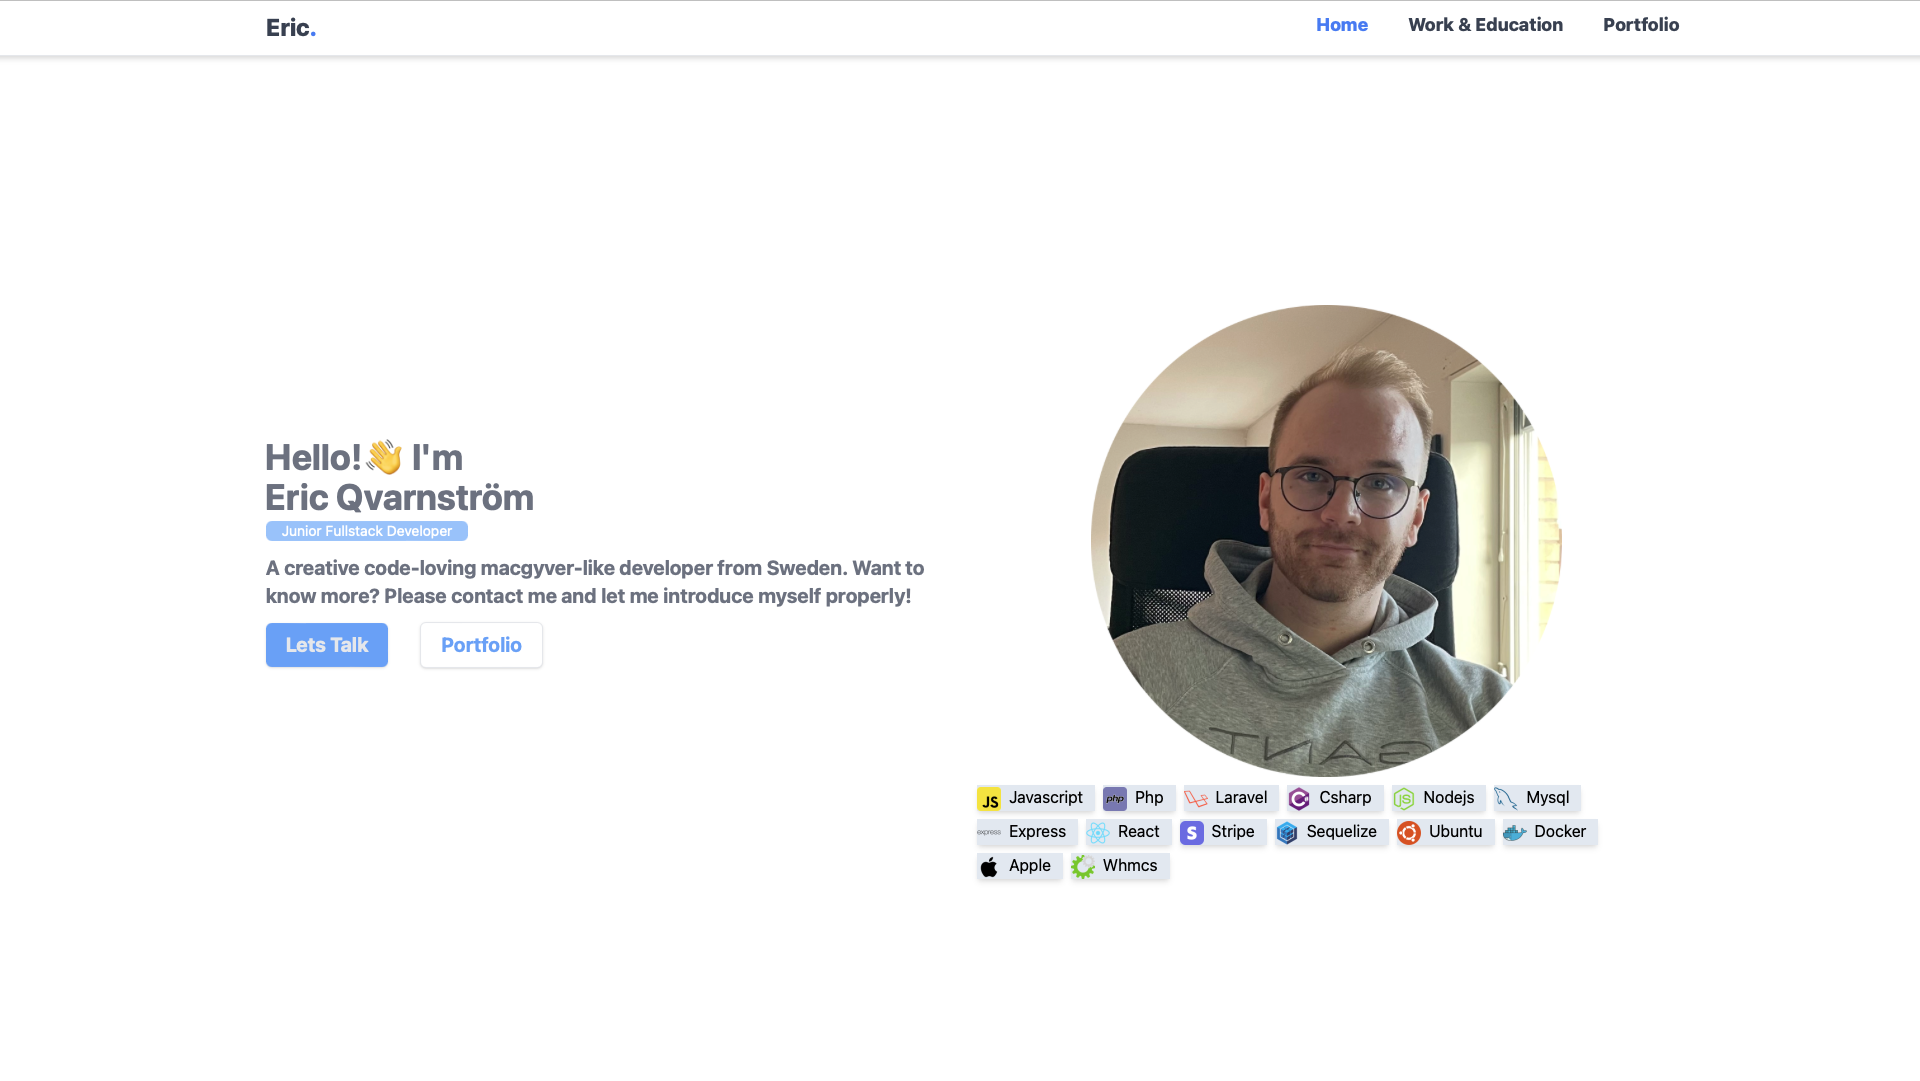 Eric.
Home Work & Education Portfolio
Hello!👋 I'm
Eric Qvarnström
Junior Fullstack Developer
A creative code-loving macgyver-like developer from Sweden. Want to
know more? Please contact me and let me introduce myself properly!
Lets Talk Portfolio
GANT
JS Javascript php Php Laravel C Csharp JS Nodejs Mysql
express Express React S Stripe Sequelize Ubuntu Docker
Apple Whmcs